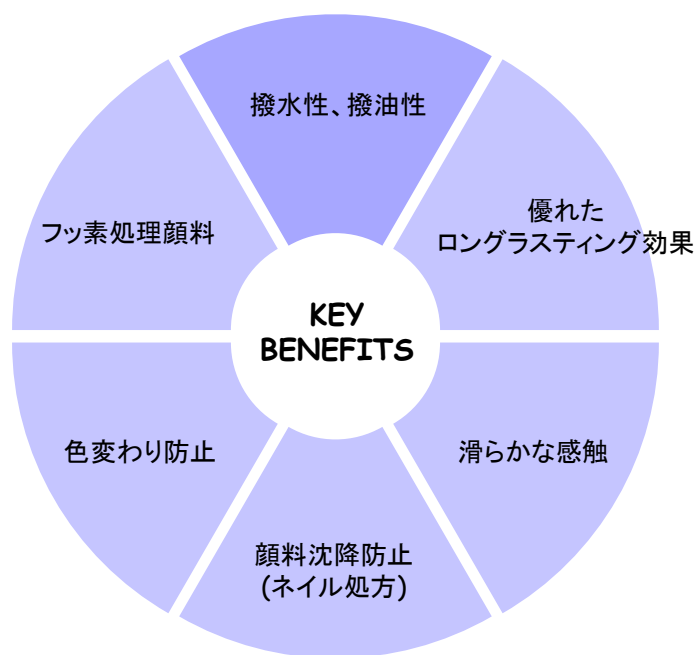 撥水性、撥油性
優れた
ロングラスティング効果
滑らかな感触
顔料沈降防止
(ネイル処方)
色変わり防止
フッ素処理顔料
KEY
BENEFITS